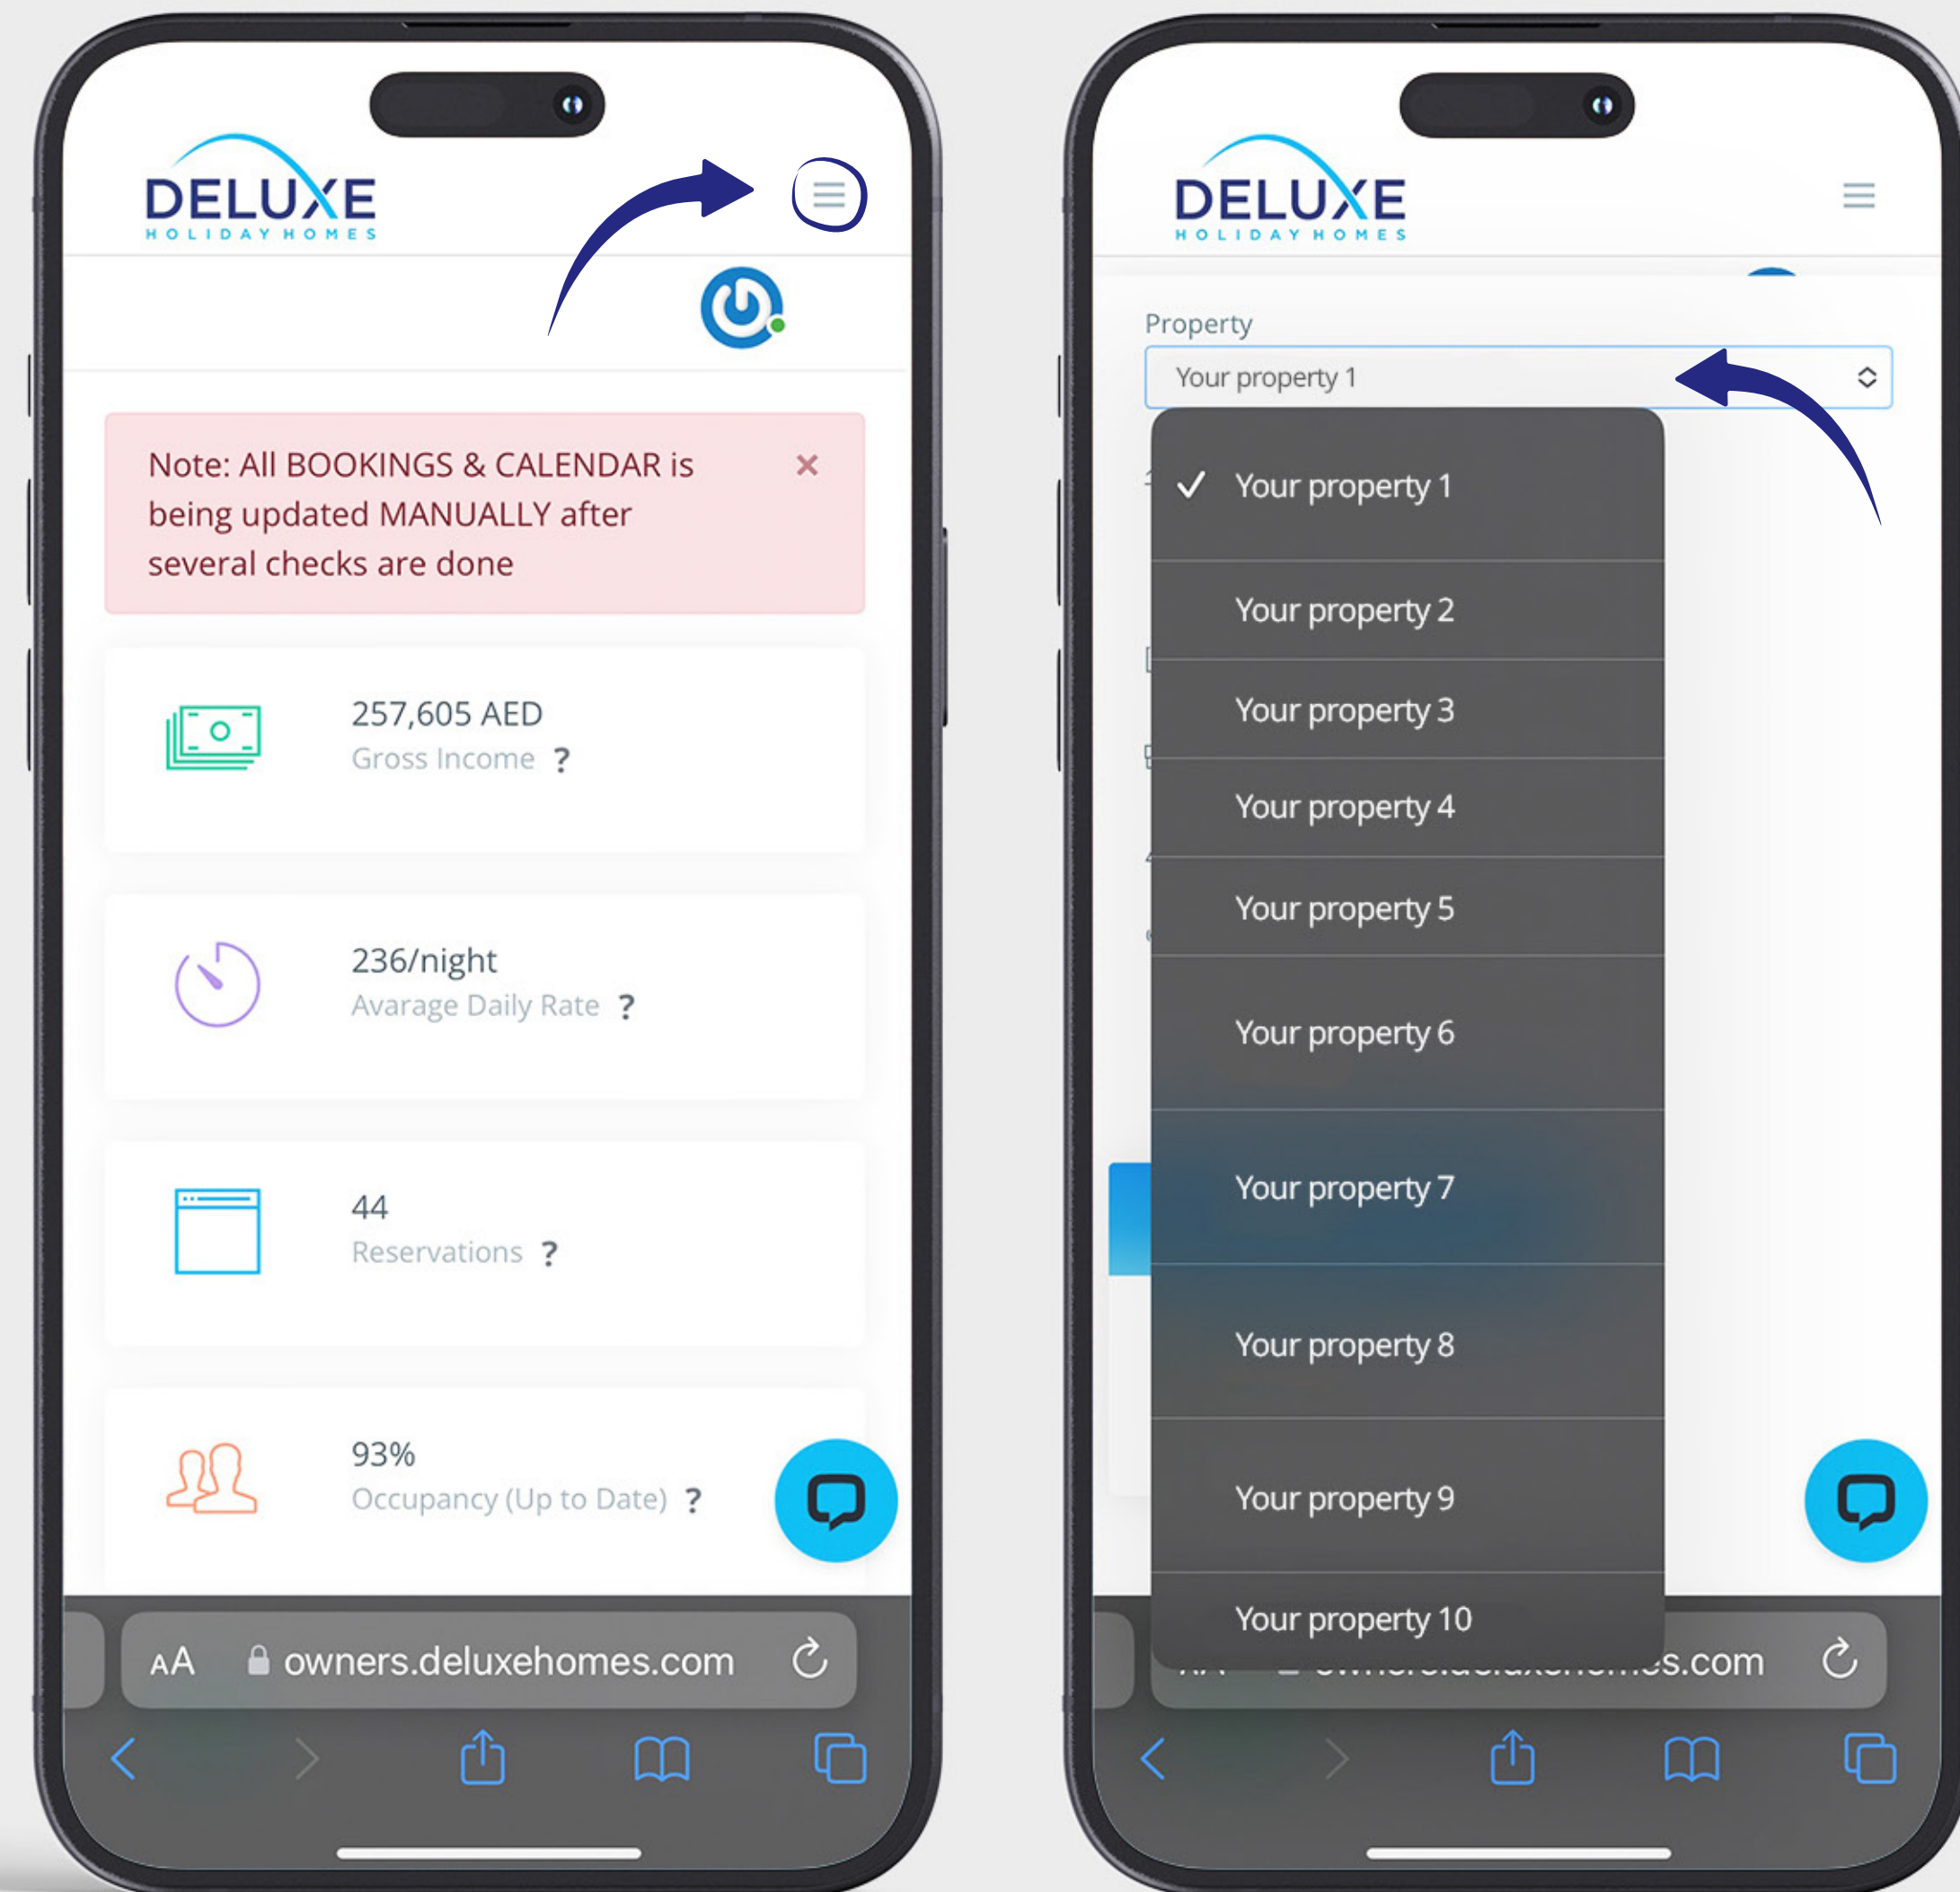 DELUXE
HOLIDAY HOMES
Note: All BOOKINGS & CALENDAR is
being updated MANUALLY after
several checks are done
257,605 AED
Gross Income ?
236/night
Avarage Daily Rate ?
44
Reservations ?
93%
Occupancy (Up to Date) ?
AA owners.deluxehomes.com
DELUXE
HOLIDAY HOMES
Property
Your property 1
Your property 1
Your property 2
Your property 3
Your property 4
Your property 5
Your property 6
Your property 7
Your property 8
Your property 9
Your property 10